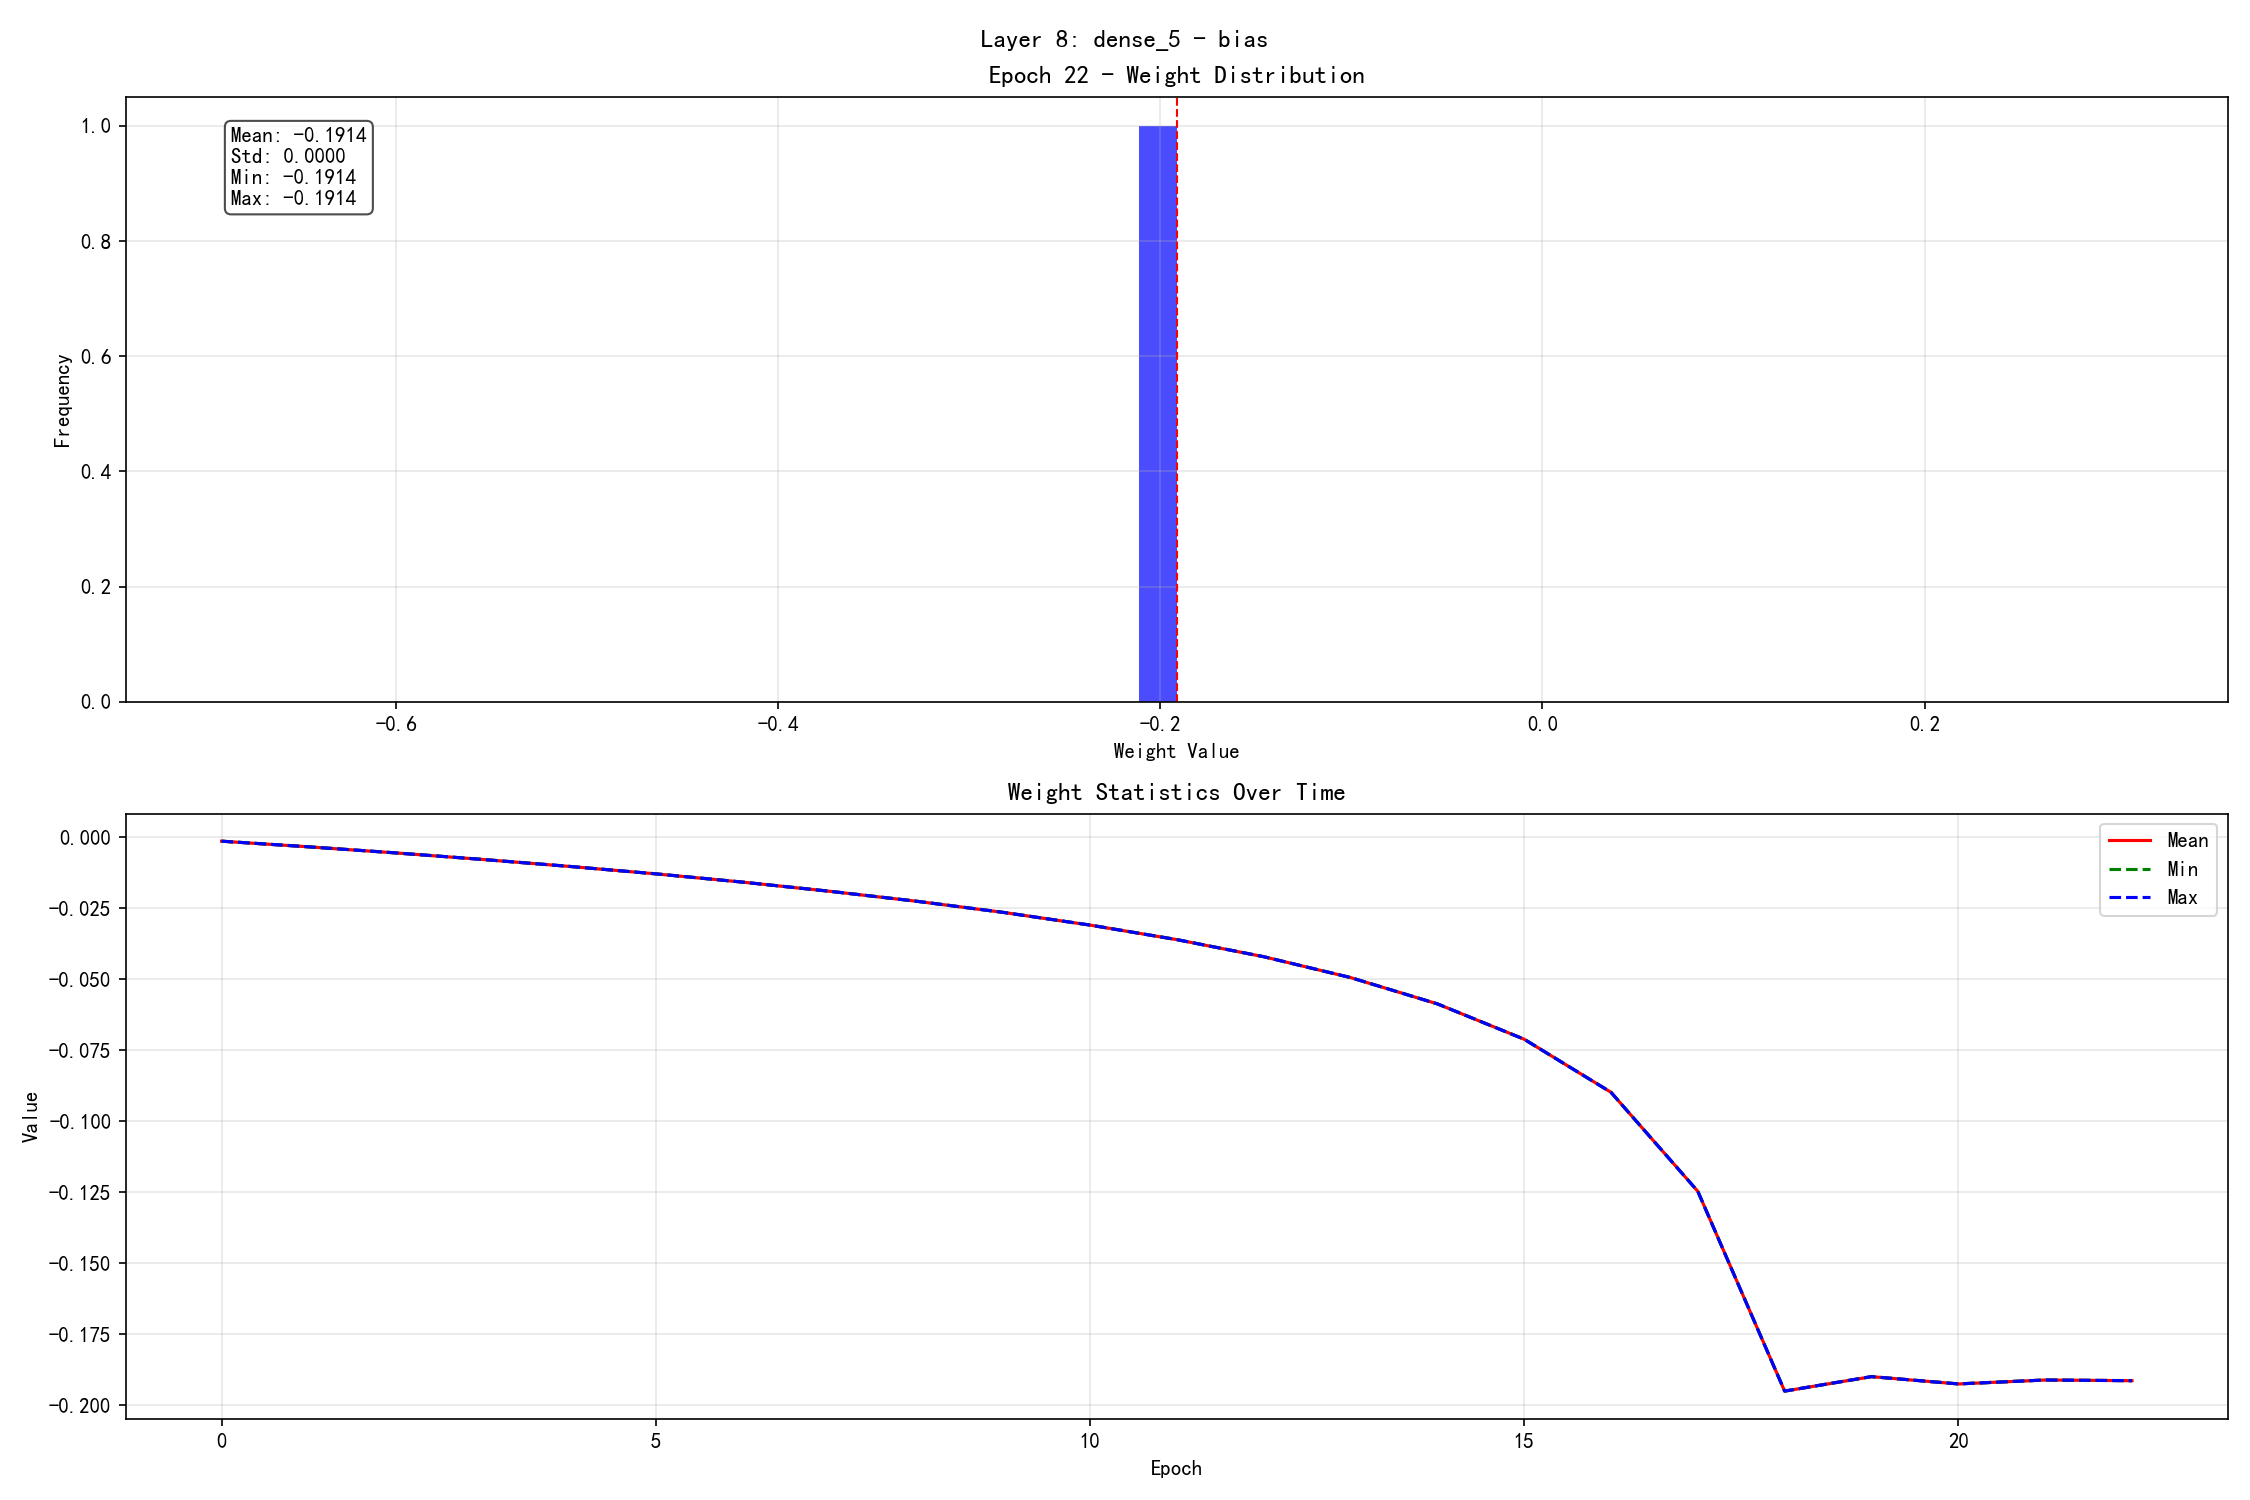 Layer 8: dense_5 - bias
Epoch 22 - Weight Distribution
Mean: -0.1914
Std: 0.0000
Min: -0.1914
Max: -0.1914
1.0
0.8
0.6
0.4
0.2
0.0
Frequency
-0.6 -0.4 -0.2 0.0 0.2
Weight Value
Weight Statistics Over Time
Mean
Min
Max
0.000
-0.025
-0.050
-0.075
-0.100
-0.125
-0.150
-0.175
-0.200
Value
0 5 10 15 20
Epoch